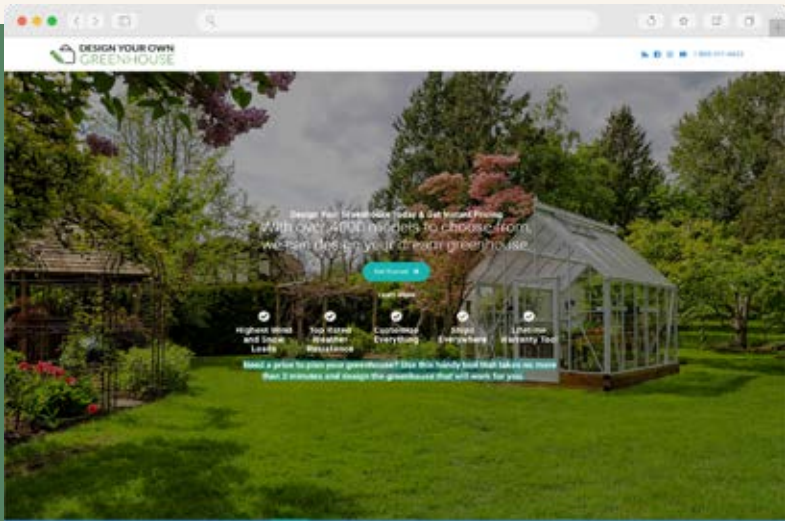 DESIGN YOUR OWN
GREENHOUSE
Design Your Greenhouse Today & Get Instant Pricing
With over 4000 models to choose from,
we can design your dream greenhouse.
Get Started
Learn More
Highest Wind
and Snow
Loads
Top Rated
Weather
Resistance
Customize
Everything
Ships
Everywhere
Lifetime
Warranty Too!
Need a price to plan your greenhouse? Use this handy tool that takes no more
than 2 minutes and design the greenhouse that will work for you.